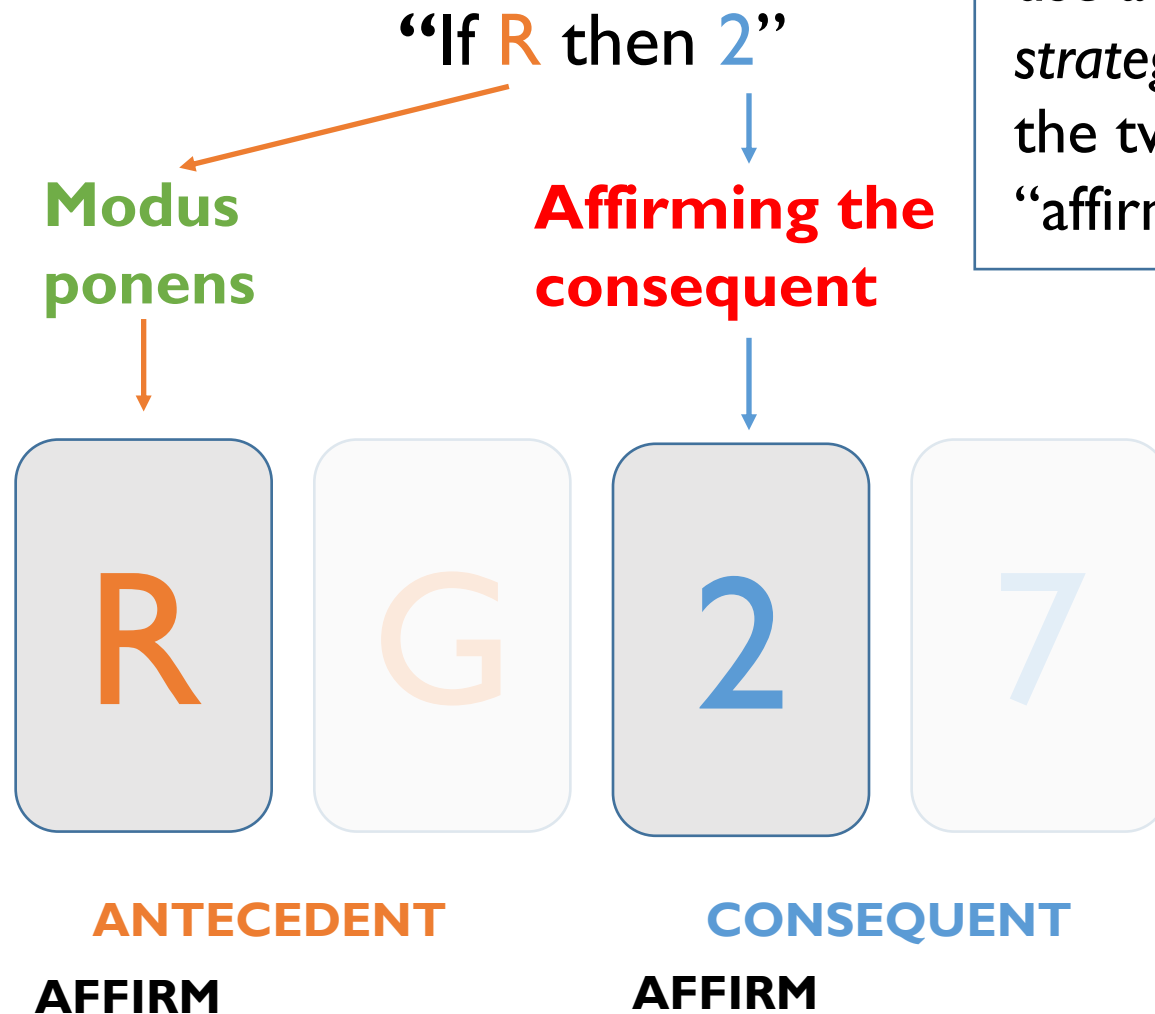 “If R then 2”
strateg
the tw
“affirm
Modus
ponens
Affirming the
consequent
R
G
2
7
ANTECEDENT
CONSEQUENT
AFFIRM
AFFIRM